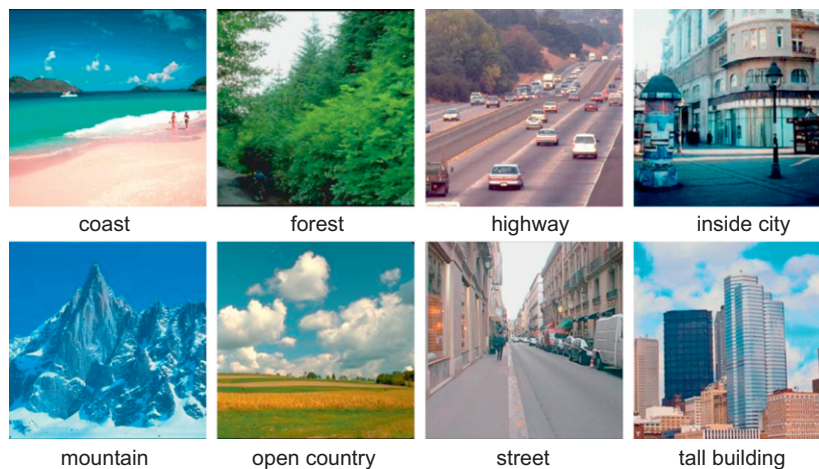 coast
forest
highway
inside city
mountain
open country
street
tall building